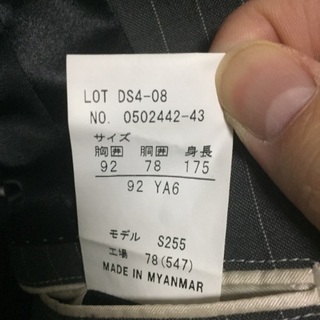 LOT DS4-08
NO. 0502442-43
サイズ
胸囲 胴囲 身長
92 78 175
92 YA6
モデル S255
工場 78(547)
MADE IN MYANMAR